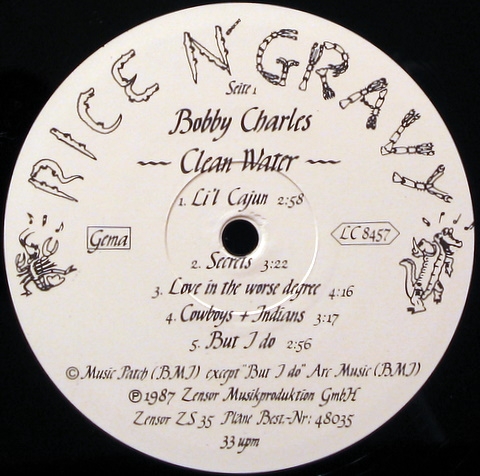 RICE N' GRAVY
Seite 1
Bobby Charles
~ Clean Water ~
1. Li'l Cajun 2:58
Gema
LC 8457
2. Secrets 3:22
3. Love in the worse degree 4:16
4. Cowboys + Indians 3:17
5. But I do 2:56
© Music Patch (BMI) except "But I do" Arc Music (BMI)
℗ 1987 Zensor Musikproduktion GmbH
Zensor ZS 35 Plane Best.-Nr: 48035
33 upm